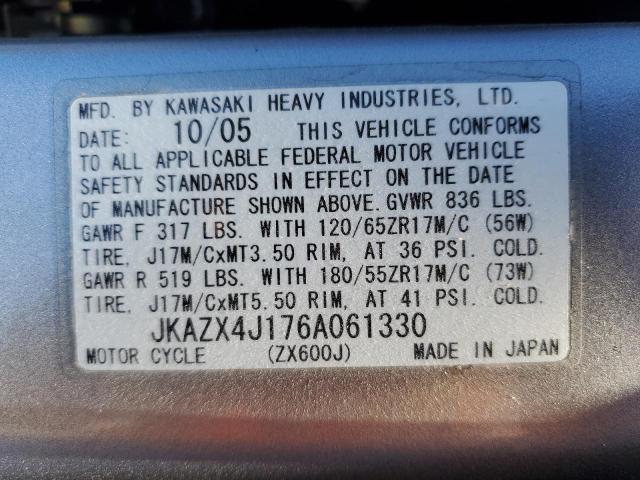 MFD. BY KAWASAKI HEAVY INDUSTRIES, LTD.
DATE: 10/05 THIS VEHICLE CONFORMS
TO ALL APPLICABLE FEDERAL MOTOR VEHICLE
SAFETY STANDARDS IN EFFECT ON THE DATE
OF MANUFACTURE SHOWN ABOVE. GVWR 836 LBS.
GAWR F 317 LBS. WITH 120/65ZR17M/C (56W)
TIRE, J17M/CxMT3.50 RIM, AT 36 PSI. COLD.
GAWR R 519 LBS. WITH 180/55ZR17M/C (73W)
TIRE, J17M/CxMT5.50 RIM, AT 41 PSI. COLD.
JKAZX4J176A061330
MOTOR CYCLE (ZX600J) MADE IN JAPAN